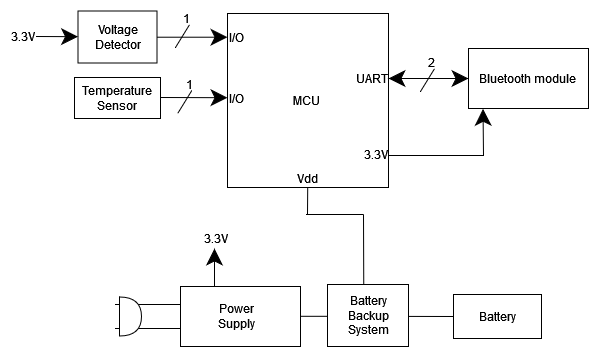 1
Voltage
Detector
3.3V
I/O
UART
2
Bluetooth module
Temperature
Sensor
1
I/O
MCU
3.3V
Vdd
3.3V
Power
Supply
Battery
Backup
System
Battery